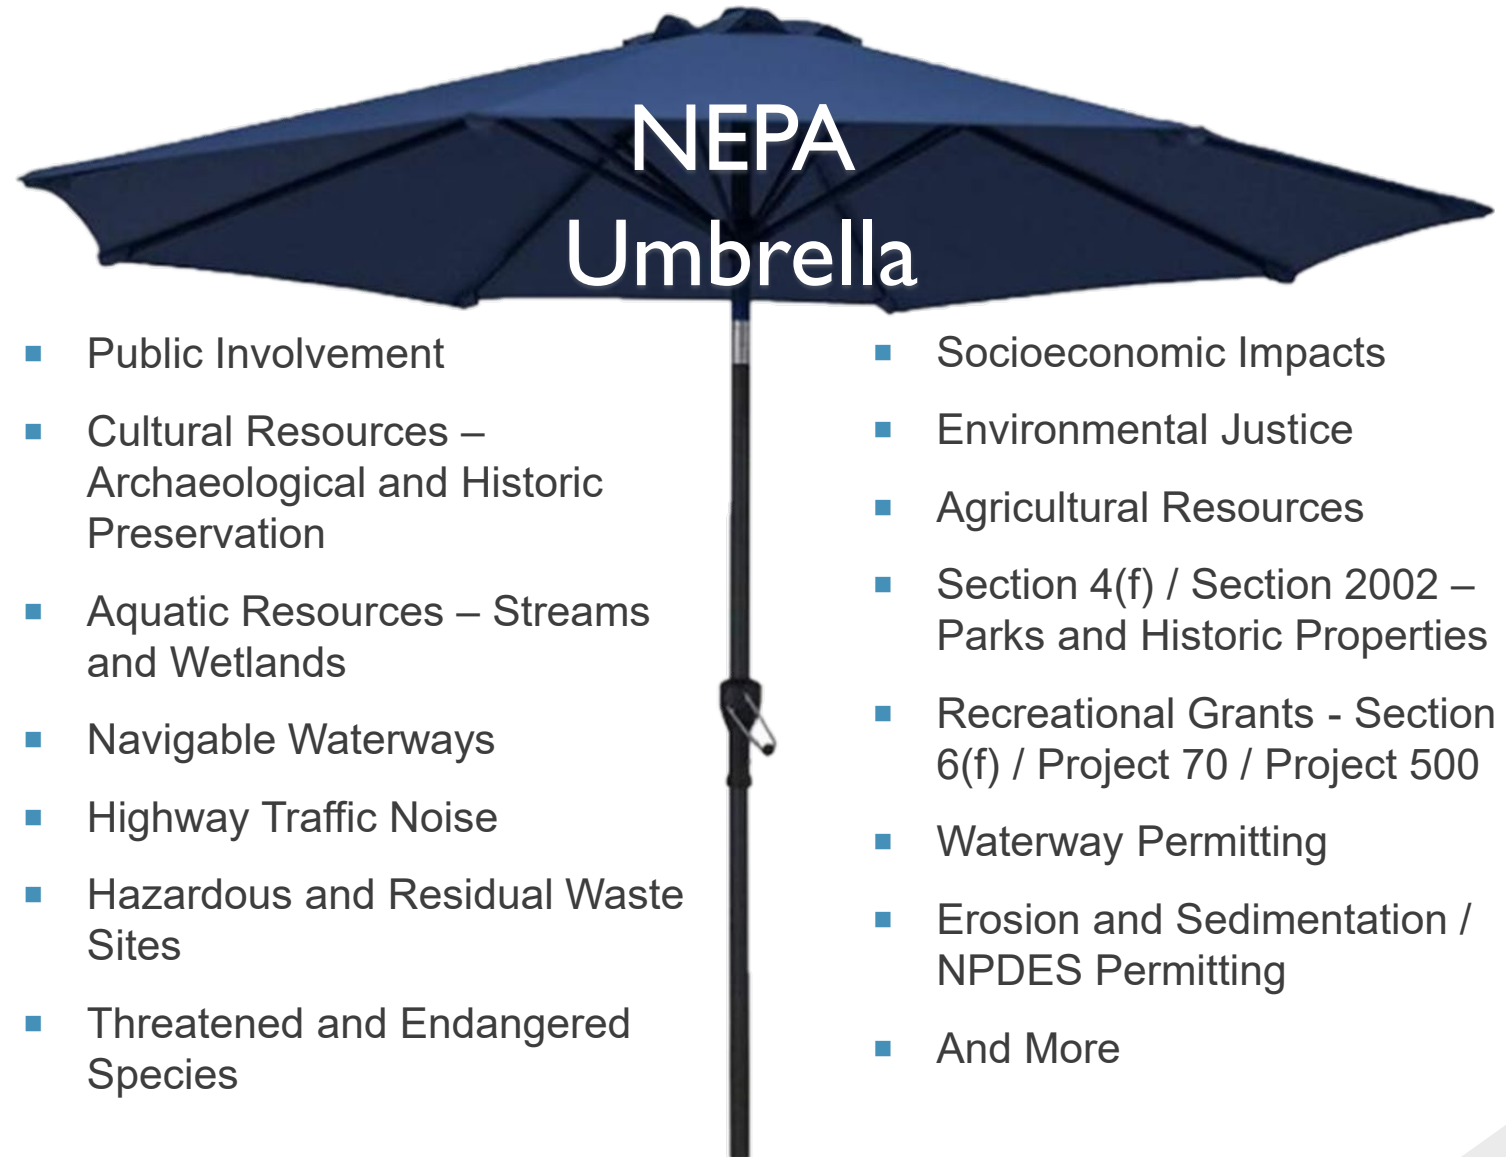 NEPA
Umbrella
Public Involvement
Cultural Resources –
Archaeological and Historic
Preservation
Aquatic Resources – Streams
and Wetlands
Navigable Waterways
Highway Traffic Noise
Hazardous and Residual Waste
Sites
Threatened and Endangered
Species
Socioeconomic Impacts
Environmental Justice
Agricultural Resources
Section 4(f) / Section 2002 –
Parks and Historic Properties
Recreational Grants - Section
6(f) / Project 70 / Project 500
Waterway Permitting
Erosion and Sedimentation /
NPDES Permitting
And More